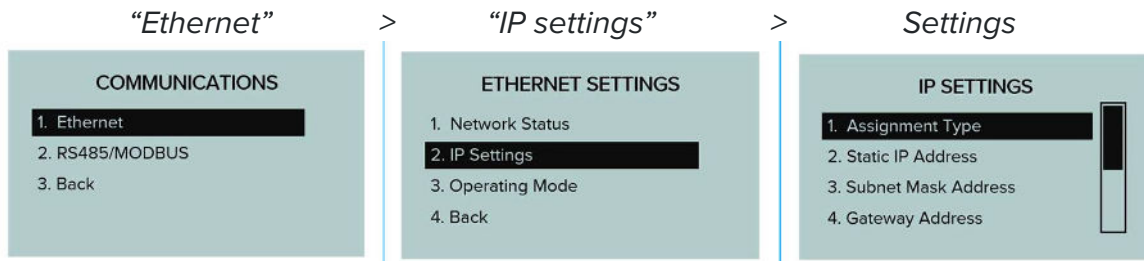 “Ethernet” > “IP settings” > Settings
COMMUNICATIONS
1. Ethernet
2. RS485/MODBUS
3. Back
ETHERNET SETTINGS
1. Network Status
2. IP Settings
3. Operating Mode
4. Back
IP SETTINGS
1. Assignment Type
2. Static IP Address
3. Subnet Mask Address
4. Gateway Address